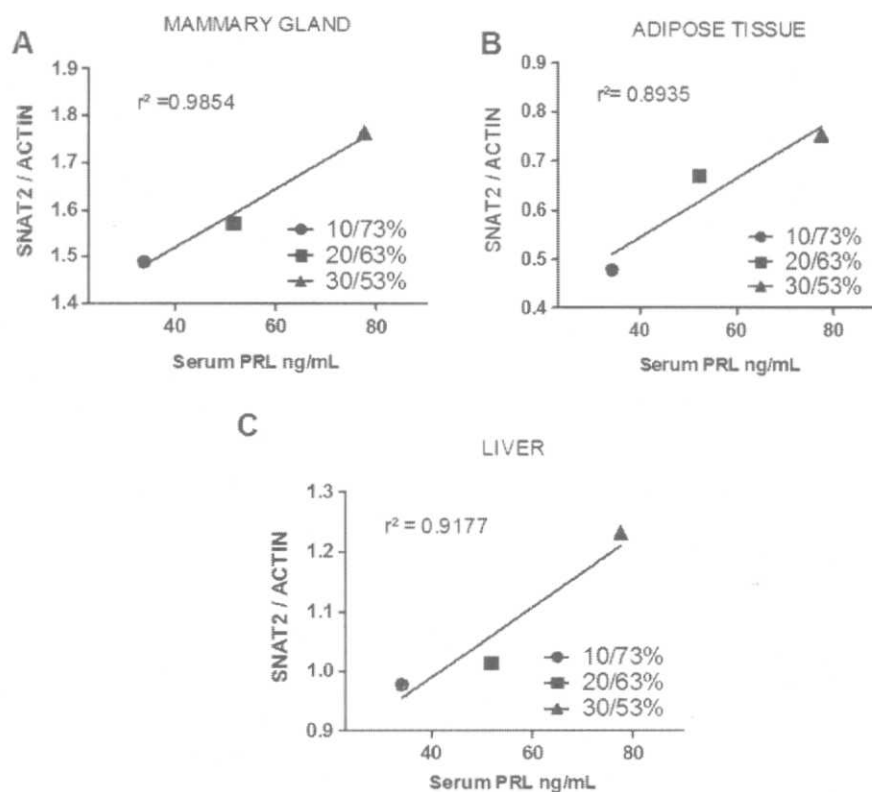 A
MAMMARY GLAND
r² =0.9854
SNAT2 / ACTIN
1.9
1.8
1.7
1.6
1.5
1.4
10/73%
20/63%
30/53%
40
60
80
Serum PRL ng/mL
B
ADIPOSE TISSUE
r²= 0.8935
SNAT2 / ACTIN
0.9
0.8
0.7
0.6
0.5
0.4
10/73%
20/63%
30/53%
40
60
80
Serum PRL ng/mL
C
LIVER
r² = 0.9177
SNAT2 / ACTIN
1.3
1.2
1.1
1.0
0.9
10/73%
20/63%
30/53%
40
60
80
Serum PRL ng/mL